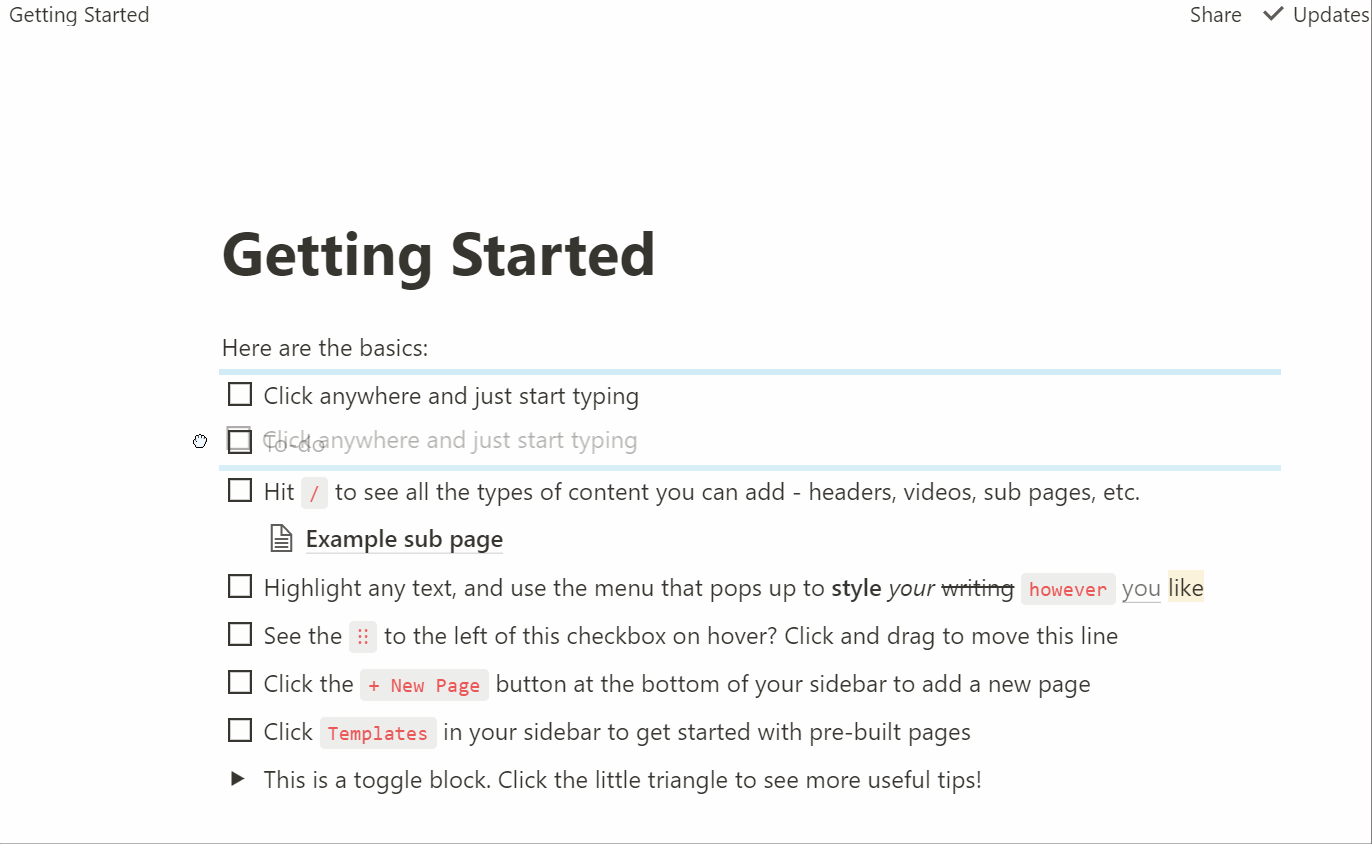 Getting Started
Share ✓ Updates
Getting Started
Here are the basics:
Click anywhere and just start typing
Click anywhere and just start typing
To-do
Hit / to see all the types of content you can add - headers, videos, sub pages, etc.
Example sub page
Highlight any text, and use the menu that pops up to style your writing however you like
See the ⠿ to the left of this checkbox on hover? Click and drag to move this line
Click the + New Page button at the bottom of your sidebar to add a new page
Click Templates in your sidebar to get started with pre-built pages
This is a toggle block. Click the little triangle to see more useful tips!